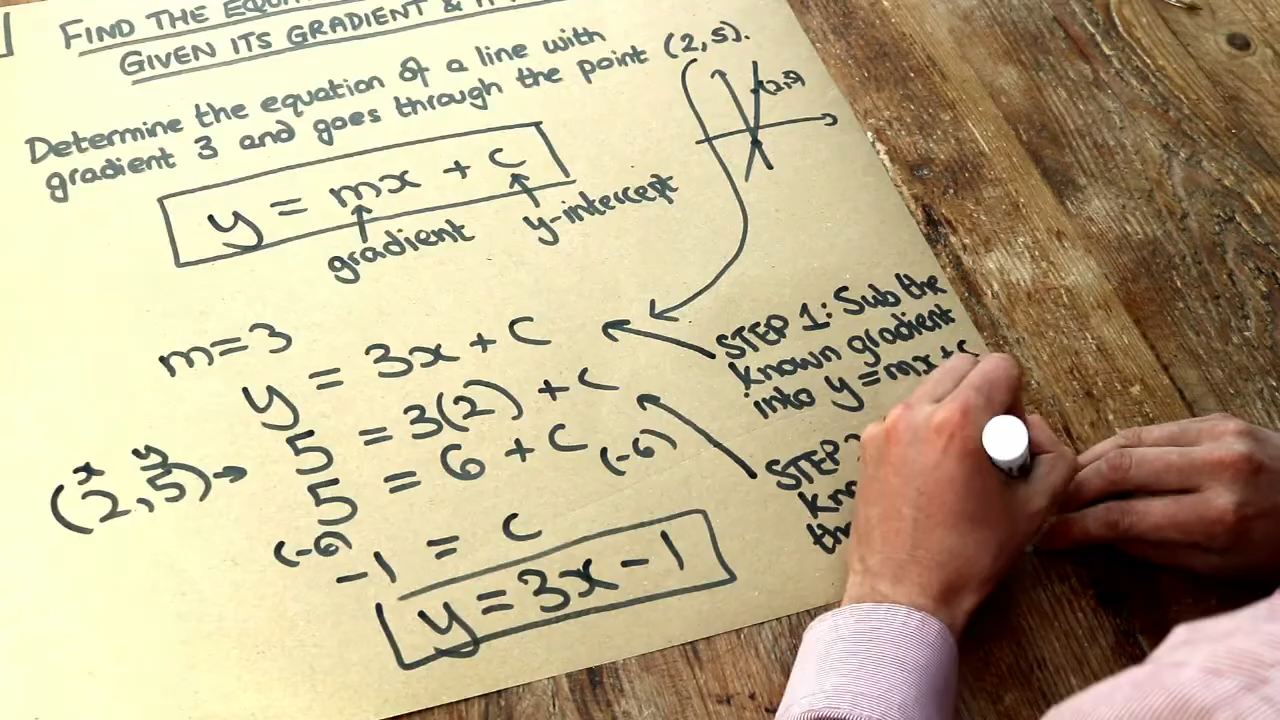 FIND THE
GIVEN ITS GRADIENT &
Determine the equation of a line with
gradient 3 and goes through the point (2,5).
(2,5)
y = mx + c
gradient
y-intercept
m=3
y = 3x + c
STEP 1: Sub the
known gradient
into y=mx+c
x y
(2,5)→
5 = 3(2) + c
5 = 6 + c
(-6)
(-6)
-1 = c
y = 3x - 1
STEP